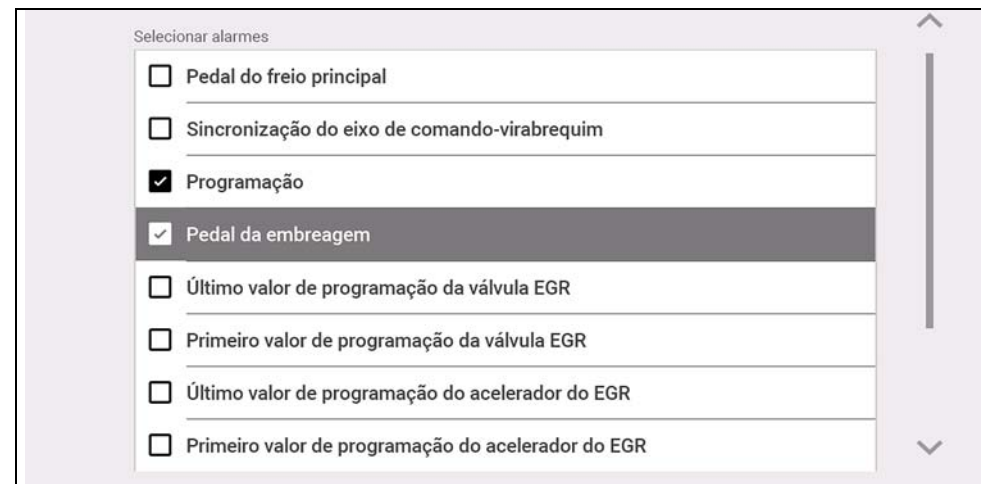 Selecionar alarmes
Pedal do freio principal
Sincronização do eixo de comando-virabrequim
Programação
Pedal da embreagem
Último valor de programação da válvula EGR
Primeiro valor de programação da válvula EGR
Último valor de programação do acelerador do EGR
Primeiro valor de programação do acelerador do EGR